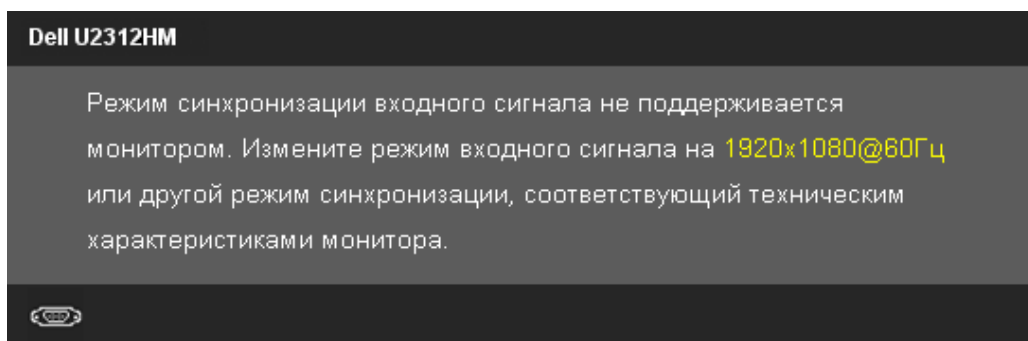 Dell U2312HM
Режим синхронизации входного сигнала не поддерживается
монитором. Измените режим входного сигнала на 1920x1080@60Гц
или другой режим синхронизации, соответствующий техническим
характеристиками монитора.